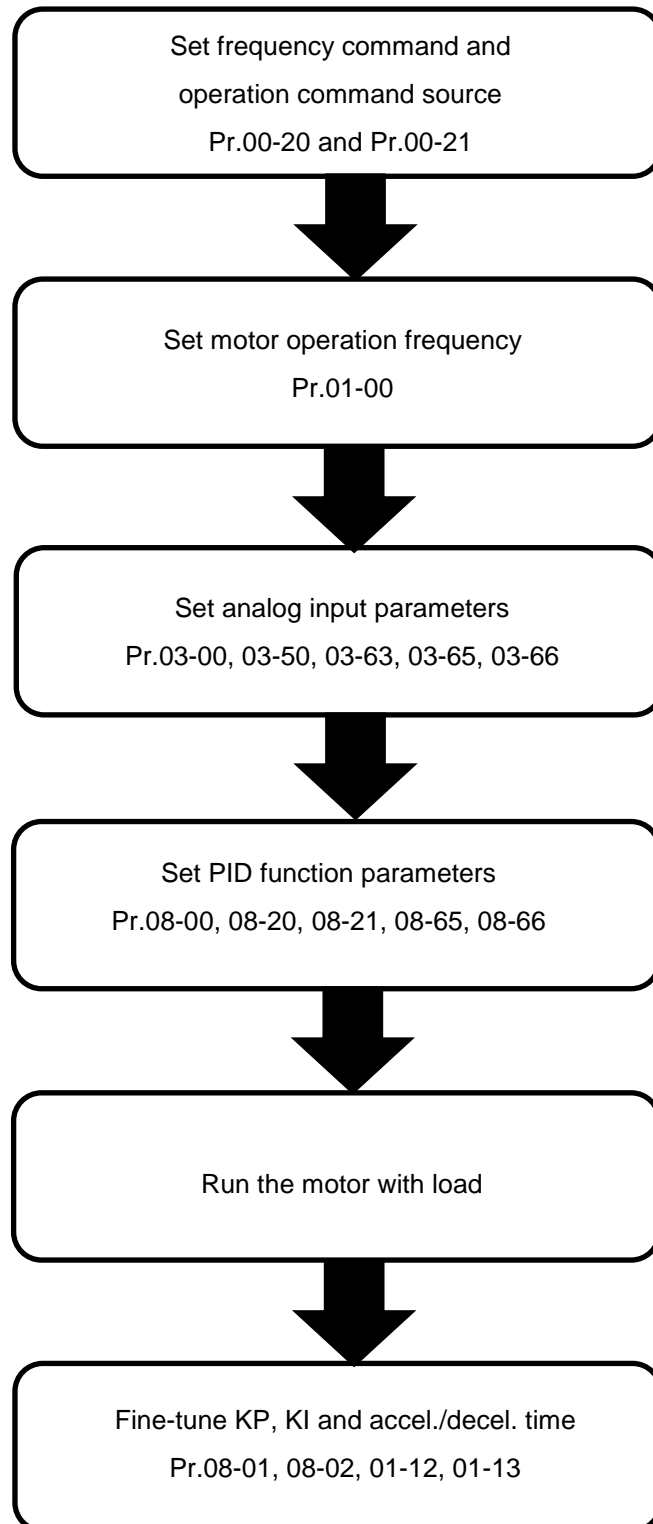 Set frequency command and
operation command source
Pr.00-20 and Pr.00-21
Set motor operation frequency
Pr.01-00
Set analog input parameters
Pr.03-00, 03-50, 03-63, 03-65, 03-66
Set PID function parameters
Pr.08-00, 08-20, 08-21, 08-65, 08-66
Run the motor with load
Fine-tune KP, KI and accel./decel. time
Pr.08-01, 08-02, 01-12, 01-13